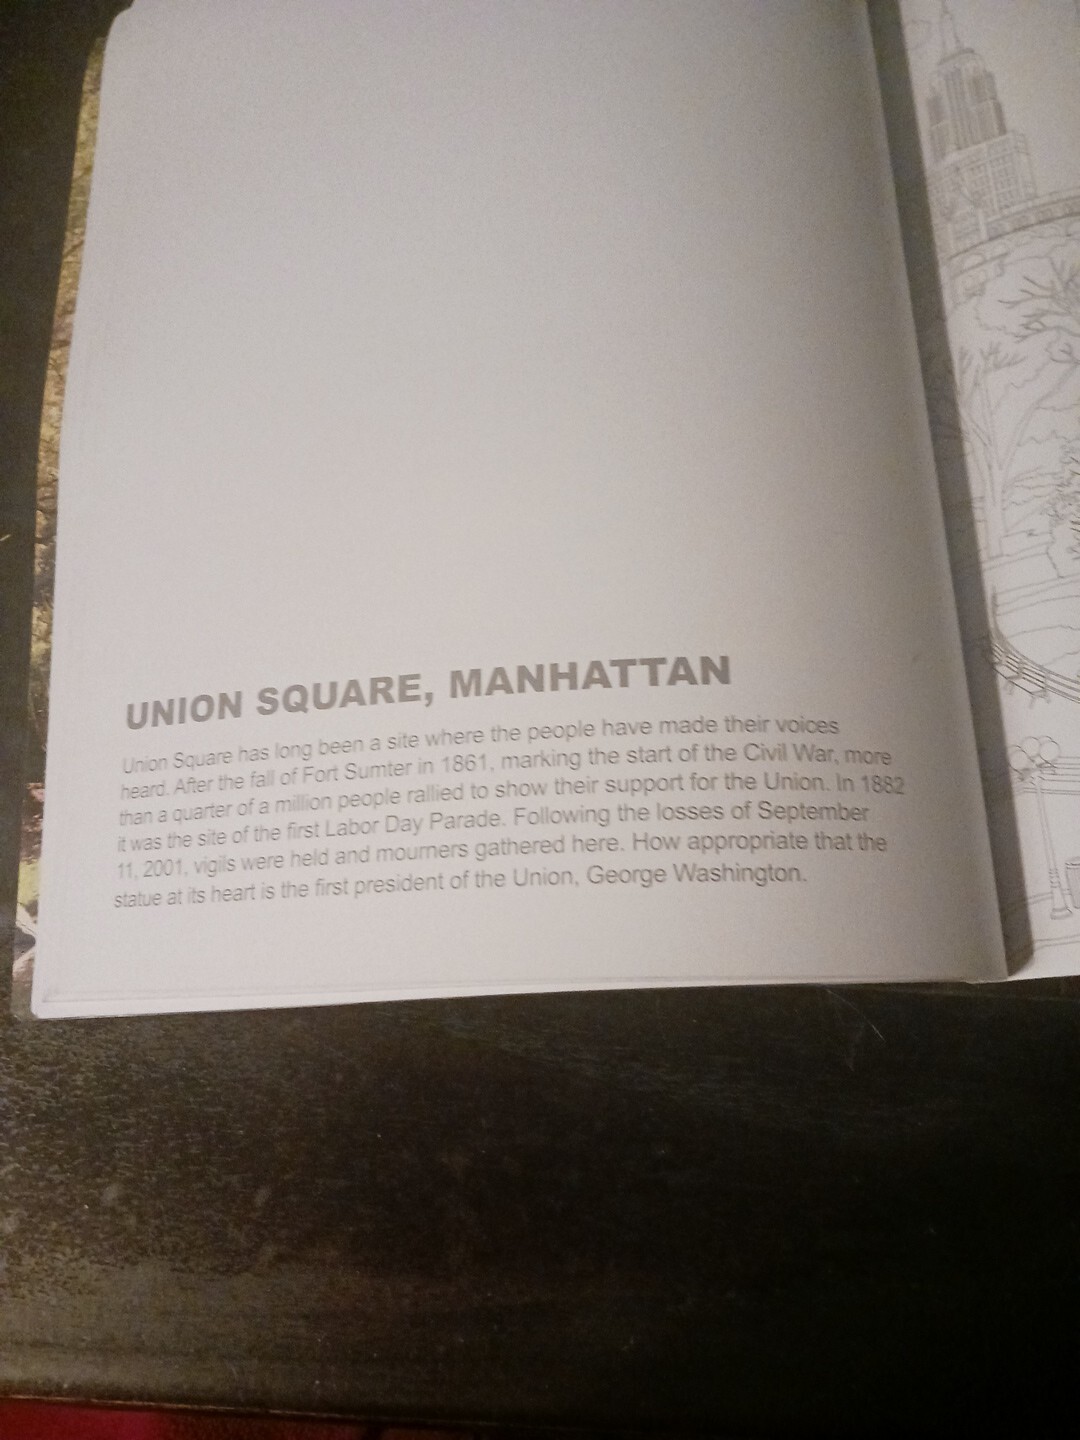 UNION SQUARE, MANHATTAN
Union Square has long been a site where the people have made their voices
heard. After the fall of Fort Sumter in 1861, marking the start of the Civil War, more
than a quarter of a million people rallied to show their support for the Union. In 1882
it was the site of the first Labor Day Parade. Following the losses of September
11, 2001, vigils were held and mourners gathered here. How appropriate that the
statue at its heart is the first president of the Union, George Washington.